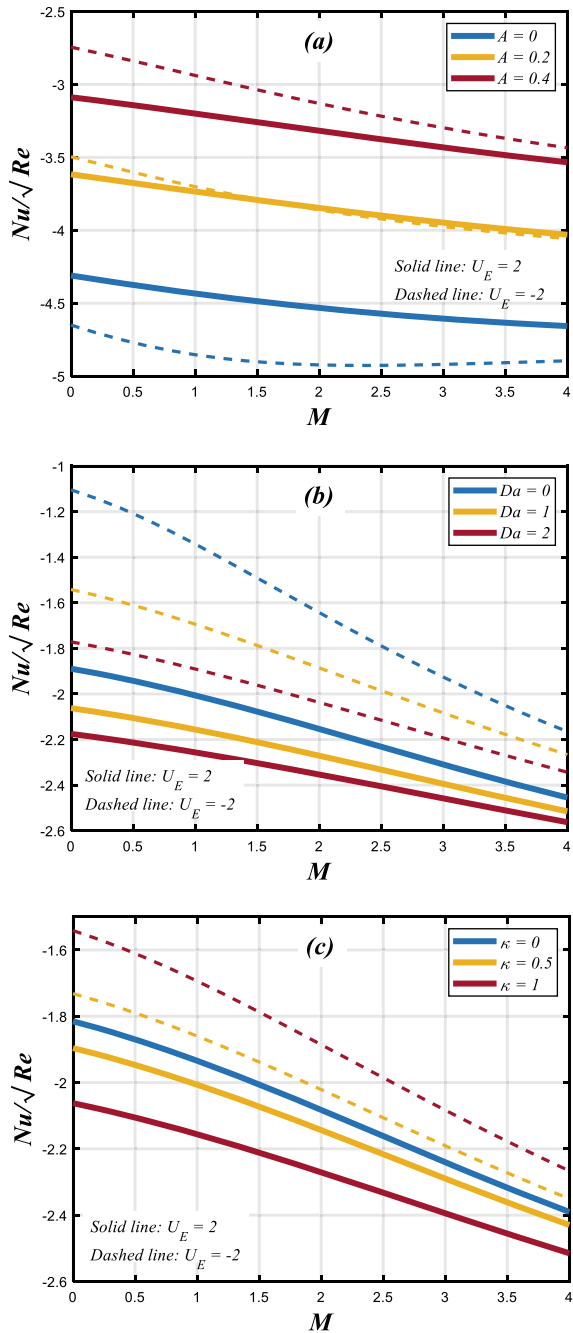 (a)
A = 0
A = 0.2
A = 0.4
-2.5
-3
-3.5
-4
-4.5
-5
Nu/√Re
Solid line: U_E = 2
Dashed line: U_E = -2
0 0.5 1 1.5 2 2.5 3 3.5 4
M
(b)
Da = 0
Da = 1
Da = 2
-1
-1.2
-1.4
-1.6
-1.8
-2
-2.2
-2.4
-2.6
Nu/√Re
Solid line: U_E = 2
Dashed line: U_E = -2
0 0.5 1 1.5 2 2.5 3 3.5 4
M
(c)
κ = 0
κ = 0.5
κ = 1
-1.6
-1.8
-2
-2.2
-2.4
-2.6
Nu/√Re
Solid line: U_E = 2
Dashed line: U_E = -2
0 0.5 1 1.5 2 2.5 3 3.5 4
M